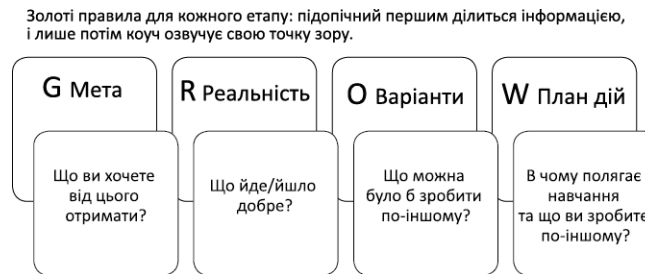 Золоті правила для кожного етапу: підопічний першим ділиться інформацією,
і лише потім коуч озвучує свою точку зору.
G Мета
R Реальність
O Варіанти
W План дій
Що ви хочете
від цього
отримати?
Що йде/йшло
добре?
Що можна
було б зробити
по-іншому?
В чому полягає
навчання
та що ви зробите
по-іншому?